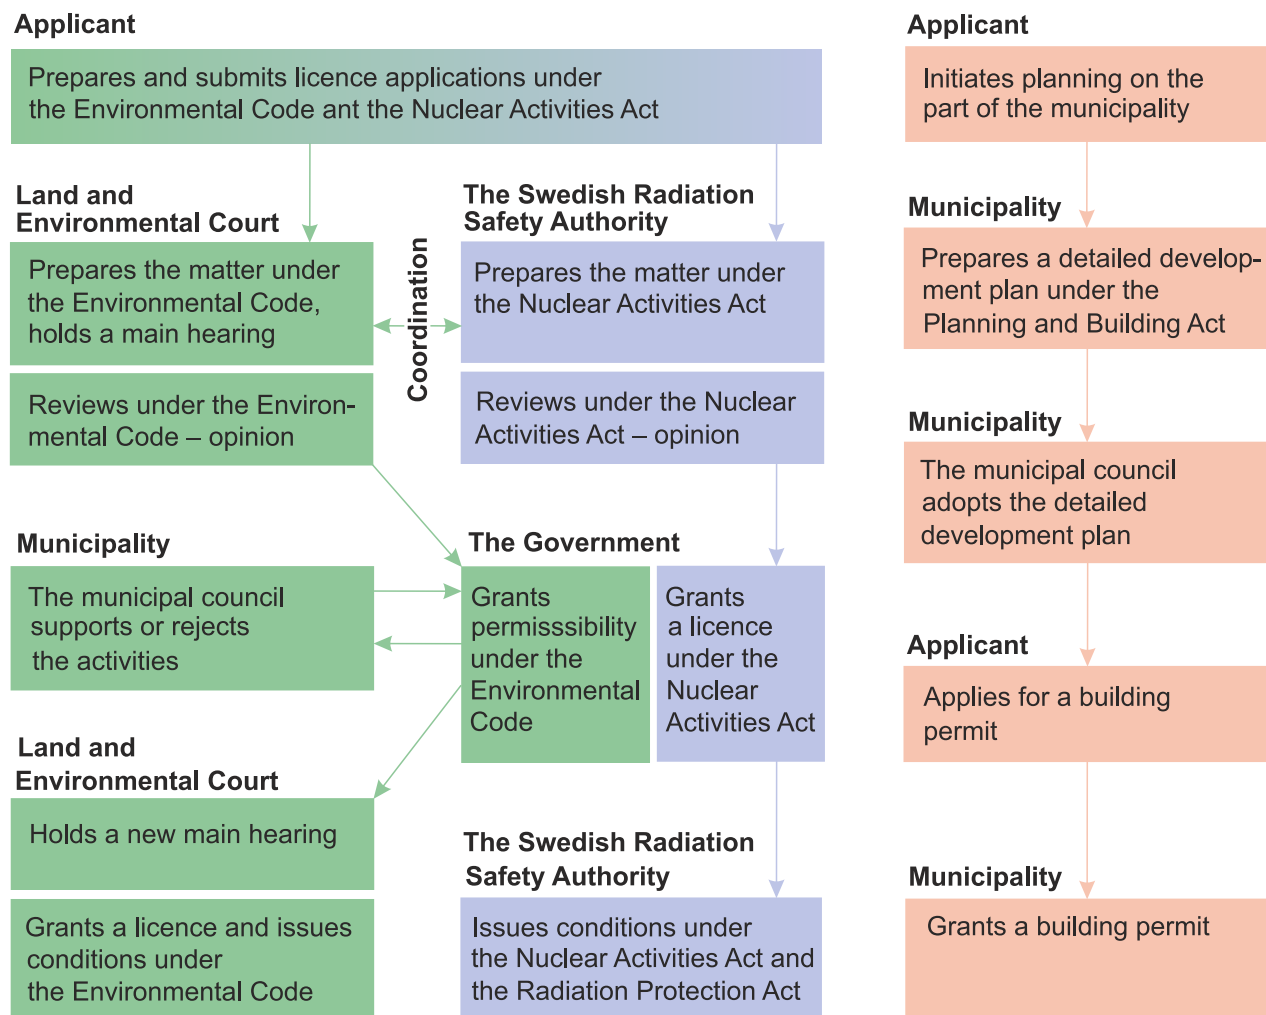 Applicant
Prepares and submits licence applications under
the Environmental Code ant the Nuclear Activities Act
Land and
Environmental Court
Prepares the matter under
the Environmental Code,
holds a main hearing
Reviews under the Environ-
mental Code – opinion
Coordination
The Swedish Radiation
Safety Authority
Prepares the matter under
the Nuclear Activities Act
Reviews under the Nuclear
Activities Act – opinion
Municipality
The municipal council
supports or rejects
the activities
The Government
Grants
permisssibility
under the
Environmental
Code
Grants
a licence
under the
Nuclear
Activities Act
Land and
Environmental Court
Holds a new main hearing
Grants a licence and issues
conditions under
the Environmental Code
The Swedish Radiation
Safety Authority
Issues conditions under
the Nuclear Activities Act and
the Radiation Protection Act
Applicant
Initiates planning on the
part of the municipality
Municipality
Prepares a detailed develop-
ment plan under the
Planning and Building Act
Municipality
The municipal council
adopts the detailed
development plan
Applicant
Applies for a building
permit
Municipality
Grants a building permit